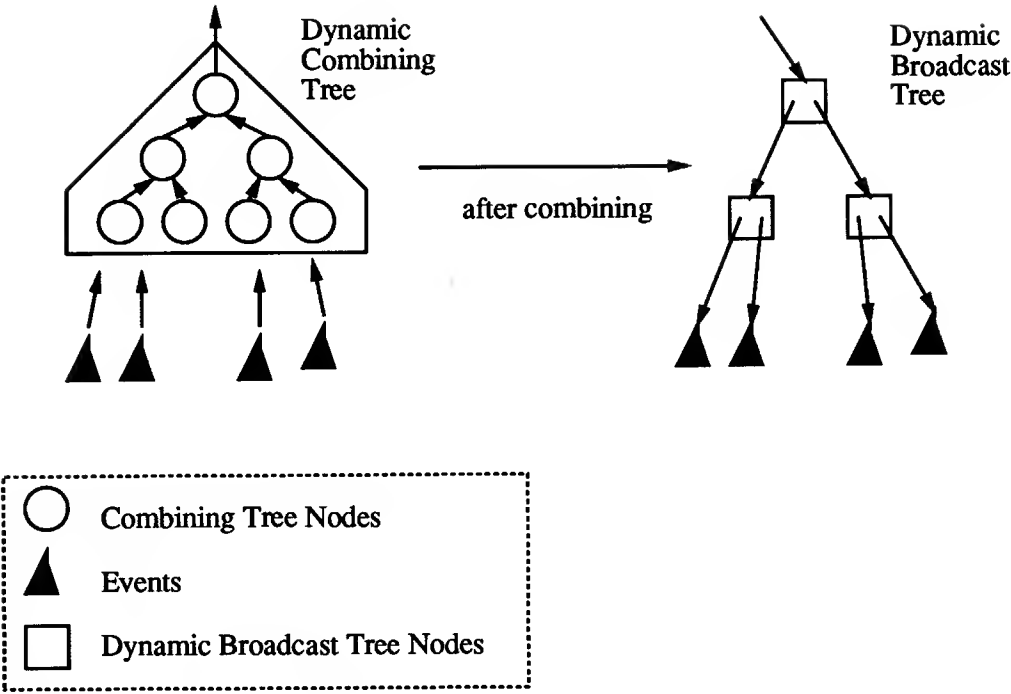 Dynamic
Combining
Tree
after combining
Dynamic
Broadcast
Tree
Combining Tree Nodes
Events
Dynamic Broadcast Tree Nodes